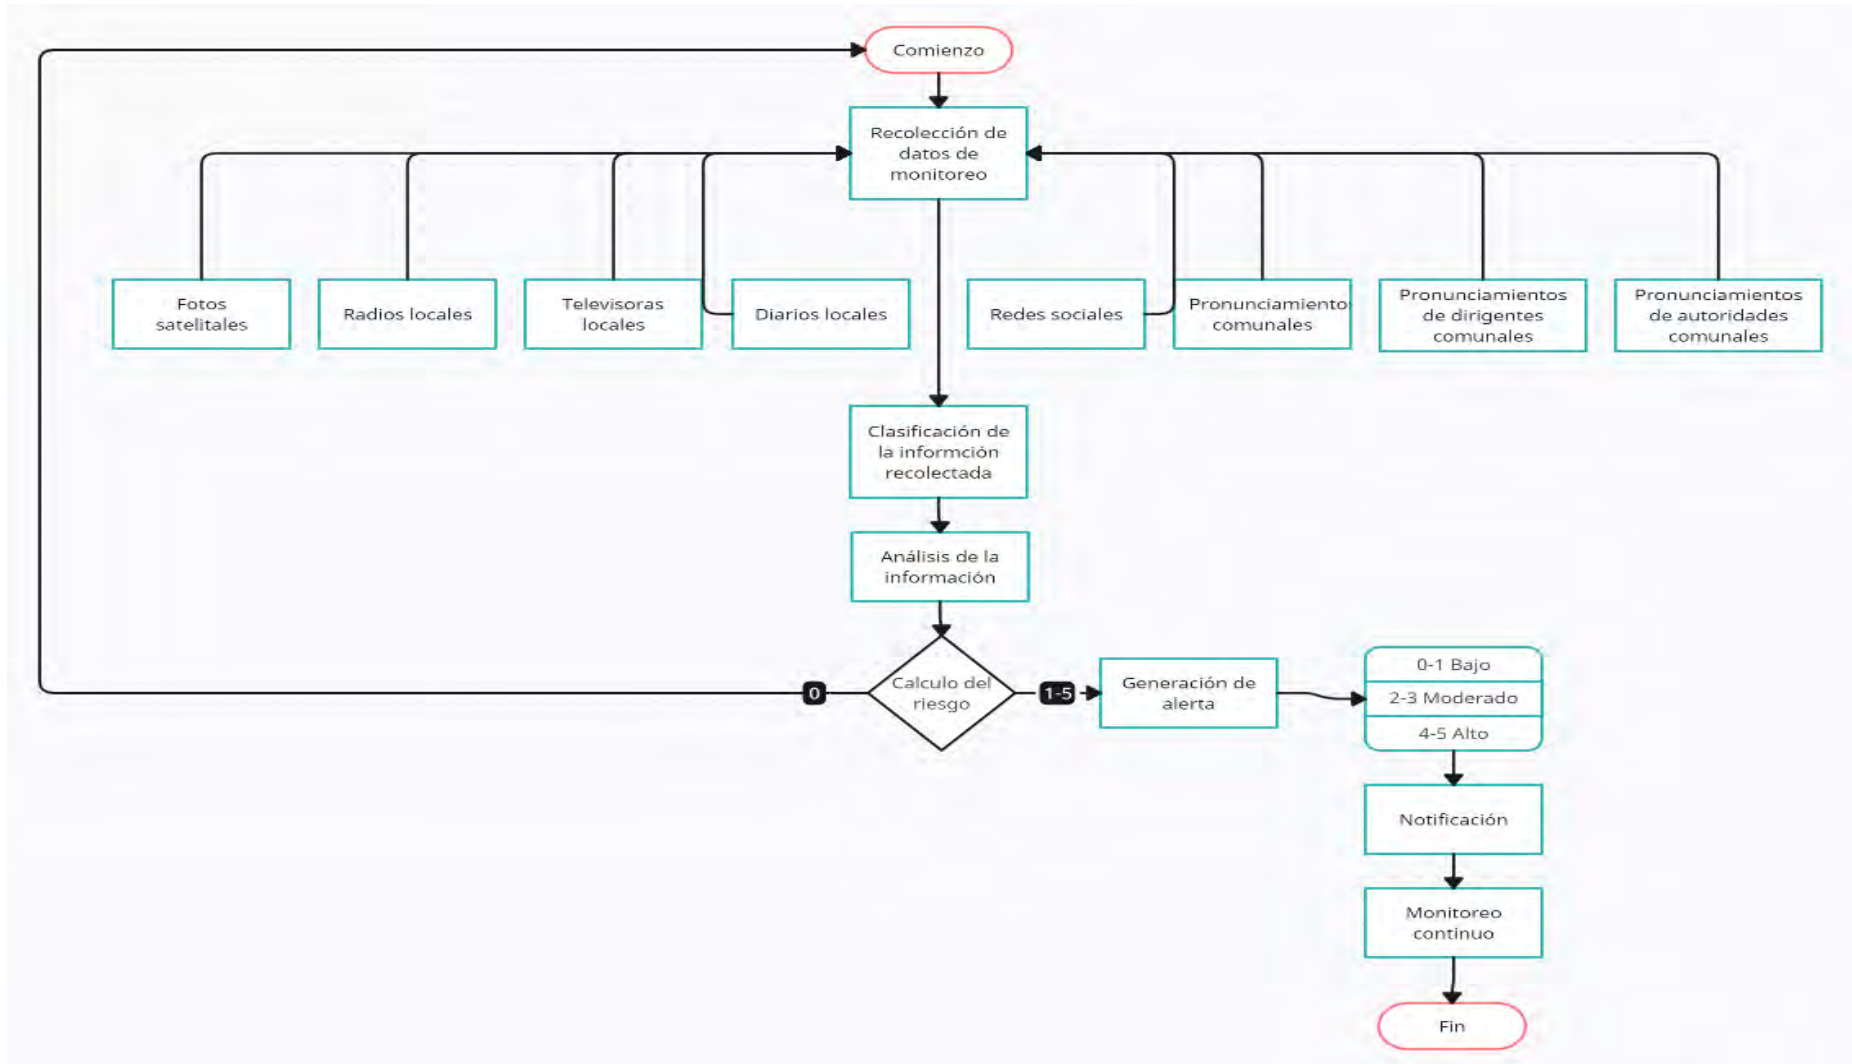 Comienzo
Recolección de
datos de
monitoreo
Fotos
satelitales
Radios locales
Televisoras
locales
Diarios locales
Redes sociales
Pronunciamiento
comunales
Pronunciamientos
de dirigentes
comunales
Pronunciamientos
de autoridades
comunales
Clasificación de
la informción
recolectada
Análisis de la
información
Calculo del
riesgo
0
1-5
Generación de
alerta
0-1 Bajo
2-3 Moderado
4-5 Alto
Notificación
Monitoreo
continuo
Fin